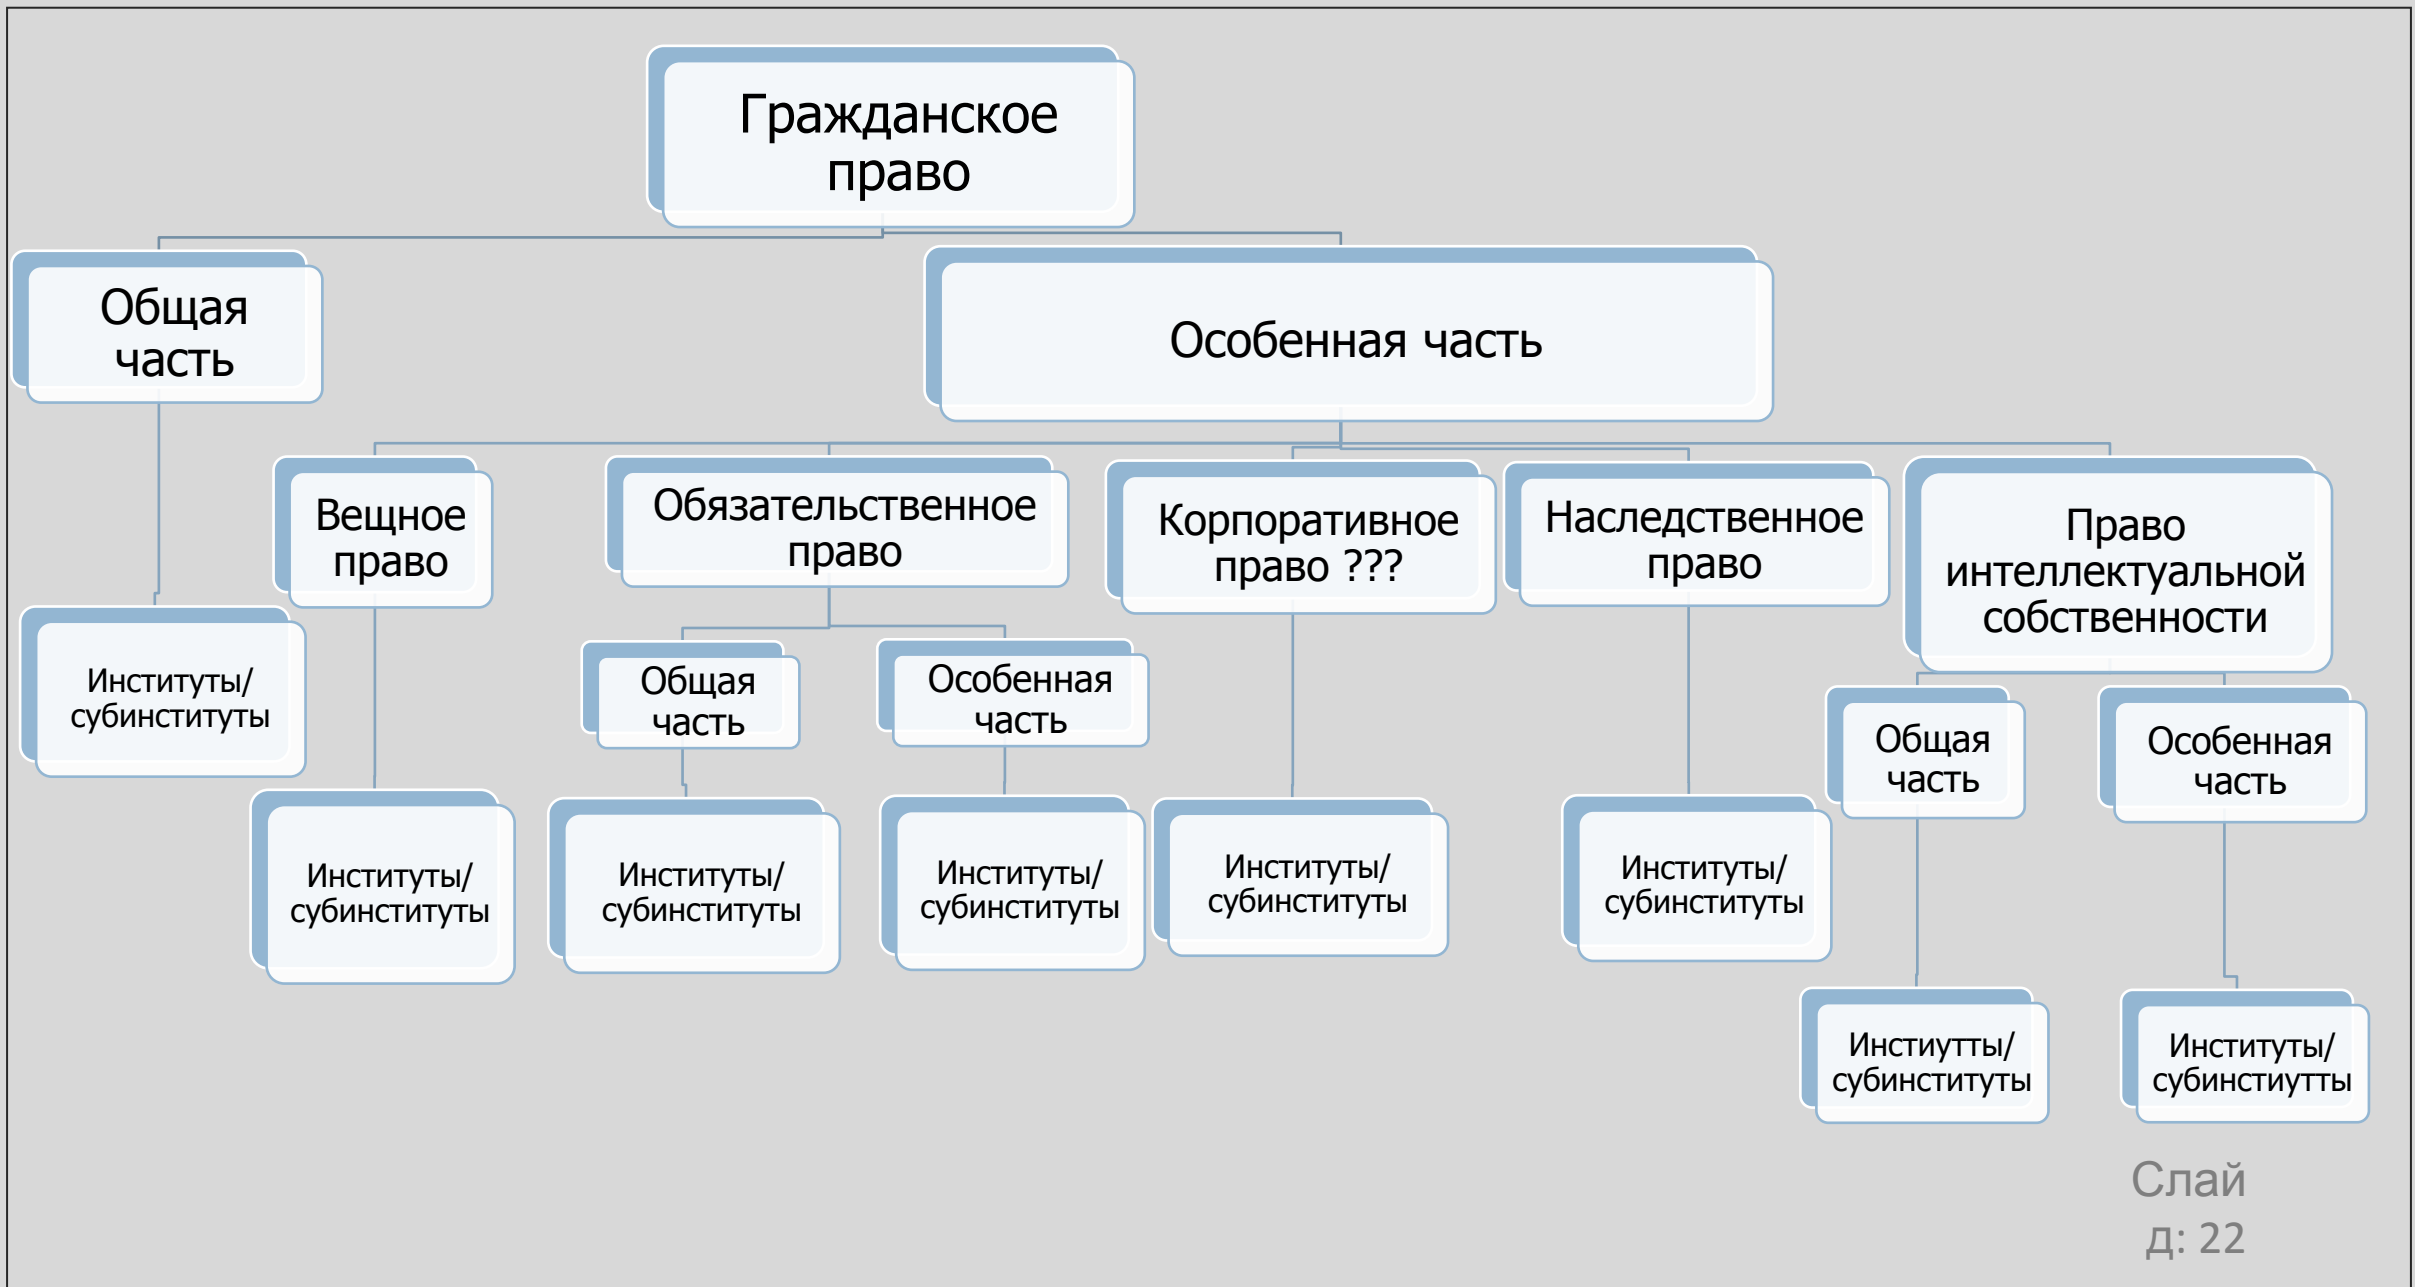 Гражданское
право
Общая
часть
Особенная часть
Вещное
право
Обязательственное
право
Корпоративное
право ???
Наследственное
право
Право
интеллектуальной
собственности
Институты/
субинституты
Общая
часть
Особенная
часть
Общая
часть
Особенная
часть
Институты/
субинституты
Институты/
субинституты
Институты/
субинституты
Институты/
субинституты
Институты/
субинституты
Инстиутты/
субинституты
Институты/
субинстиутты
Слай
д: 22